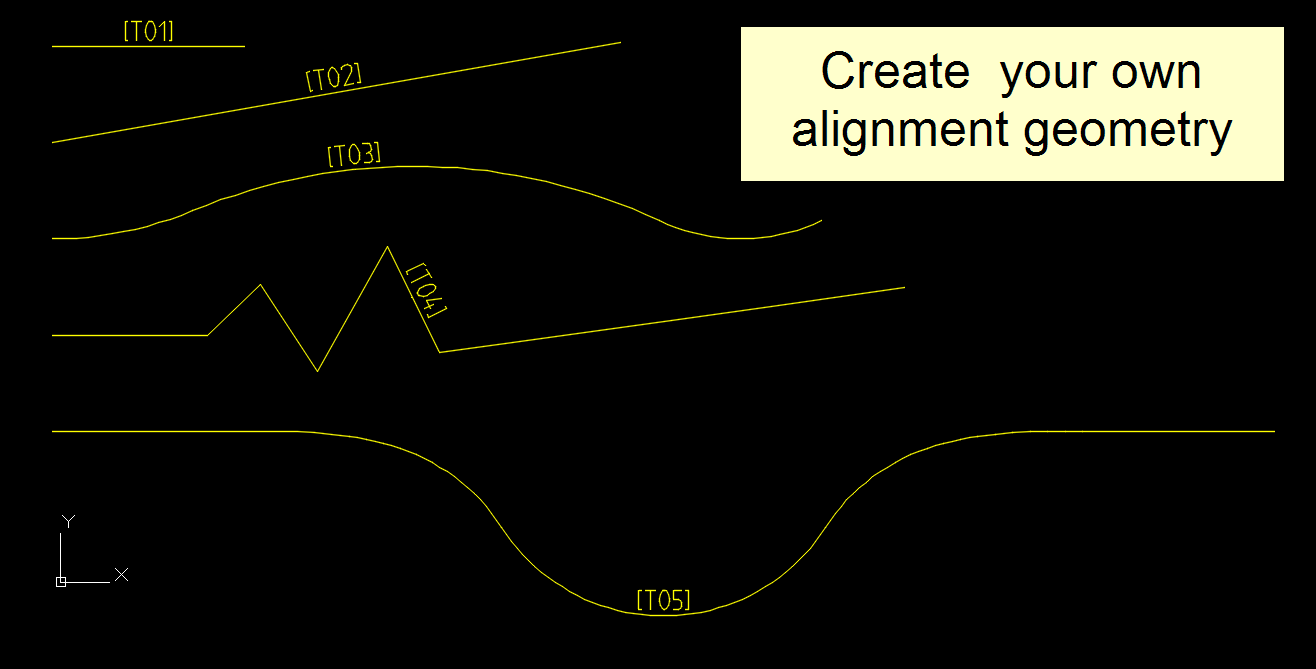 [T01]
[T02]
Create  your own
alignment geometry
[T03]
[T04]
Y
X
[T05]